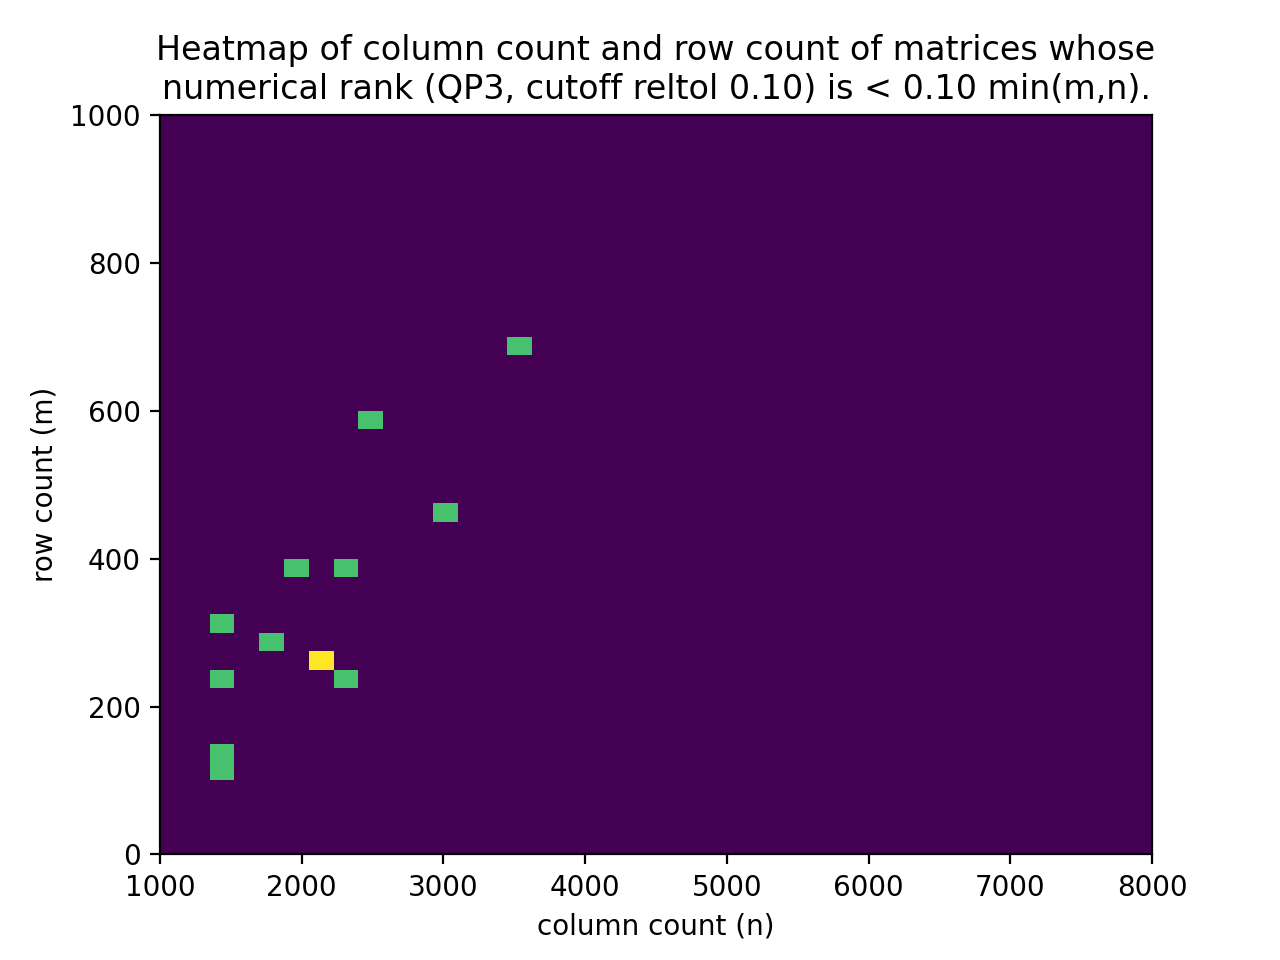 Heatmap of column count and row count of matrices whose
numerical rank (QP3, cutoff reltol 0.10) is < 0.10 min(m,n).
1000
800
600
400
200
0
row count (m)
1000 2000 3000 4000 5000 6000 7000 8000
column count (n)